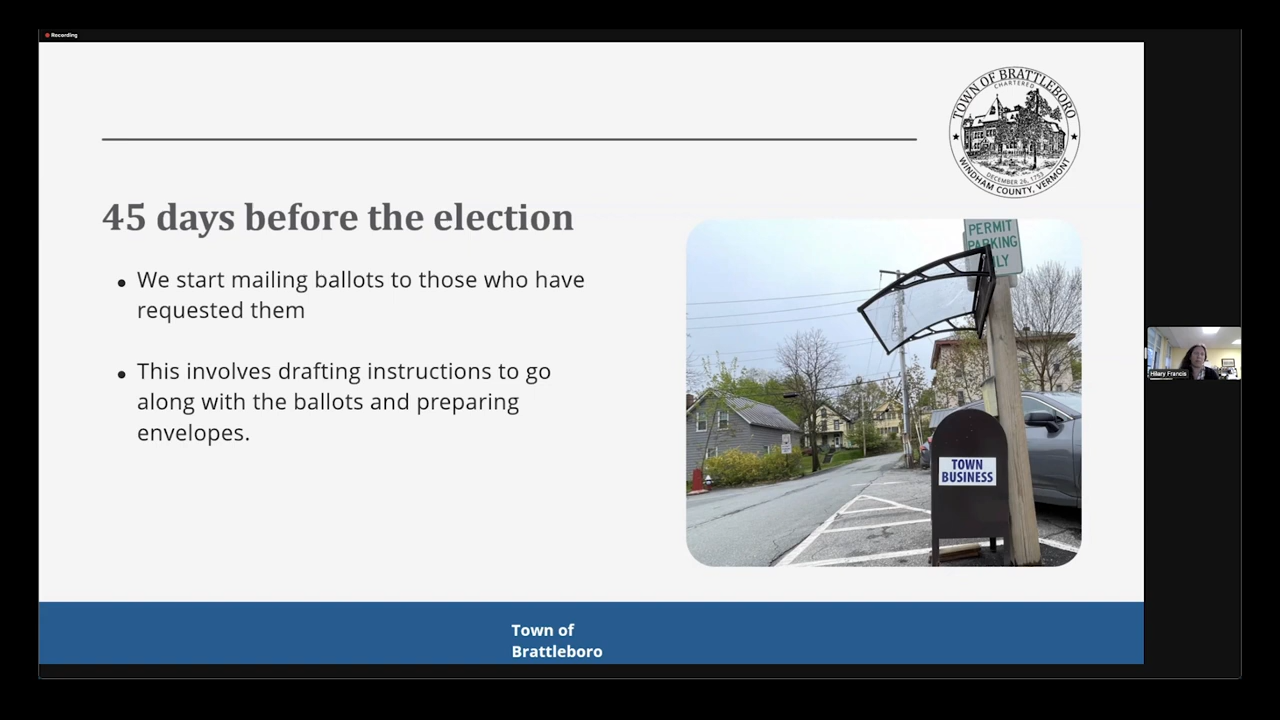 Recording
TOWN OF BRATTLEBORO
CHARTERED
DECEMBER 26, 1753
WINDHAM COUNTY, VERMONT
45 days before the election
• We start mailing ballots to those who have
requested them
• This involves drafting instructions to go
along with the ballots and preparing
envelopes.
PERMIT
PARKING
TOWN
BUSINESS
Hilary Francis
Town of
Brattleboro